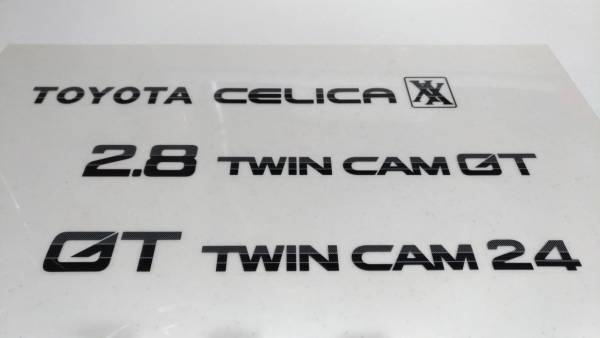 TOYOTA CELICA XX
2.8 TWIN CAM GT
GT TWIN CAM 24